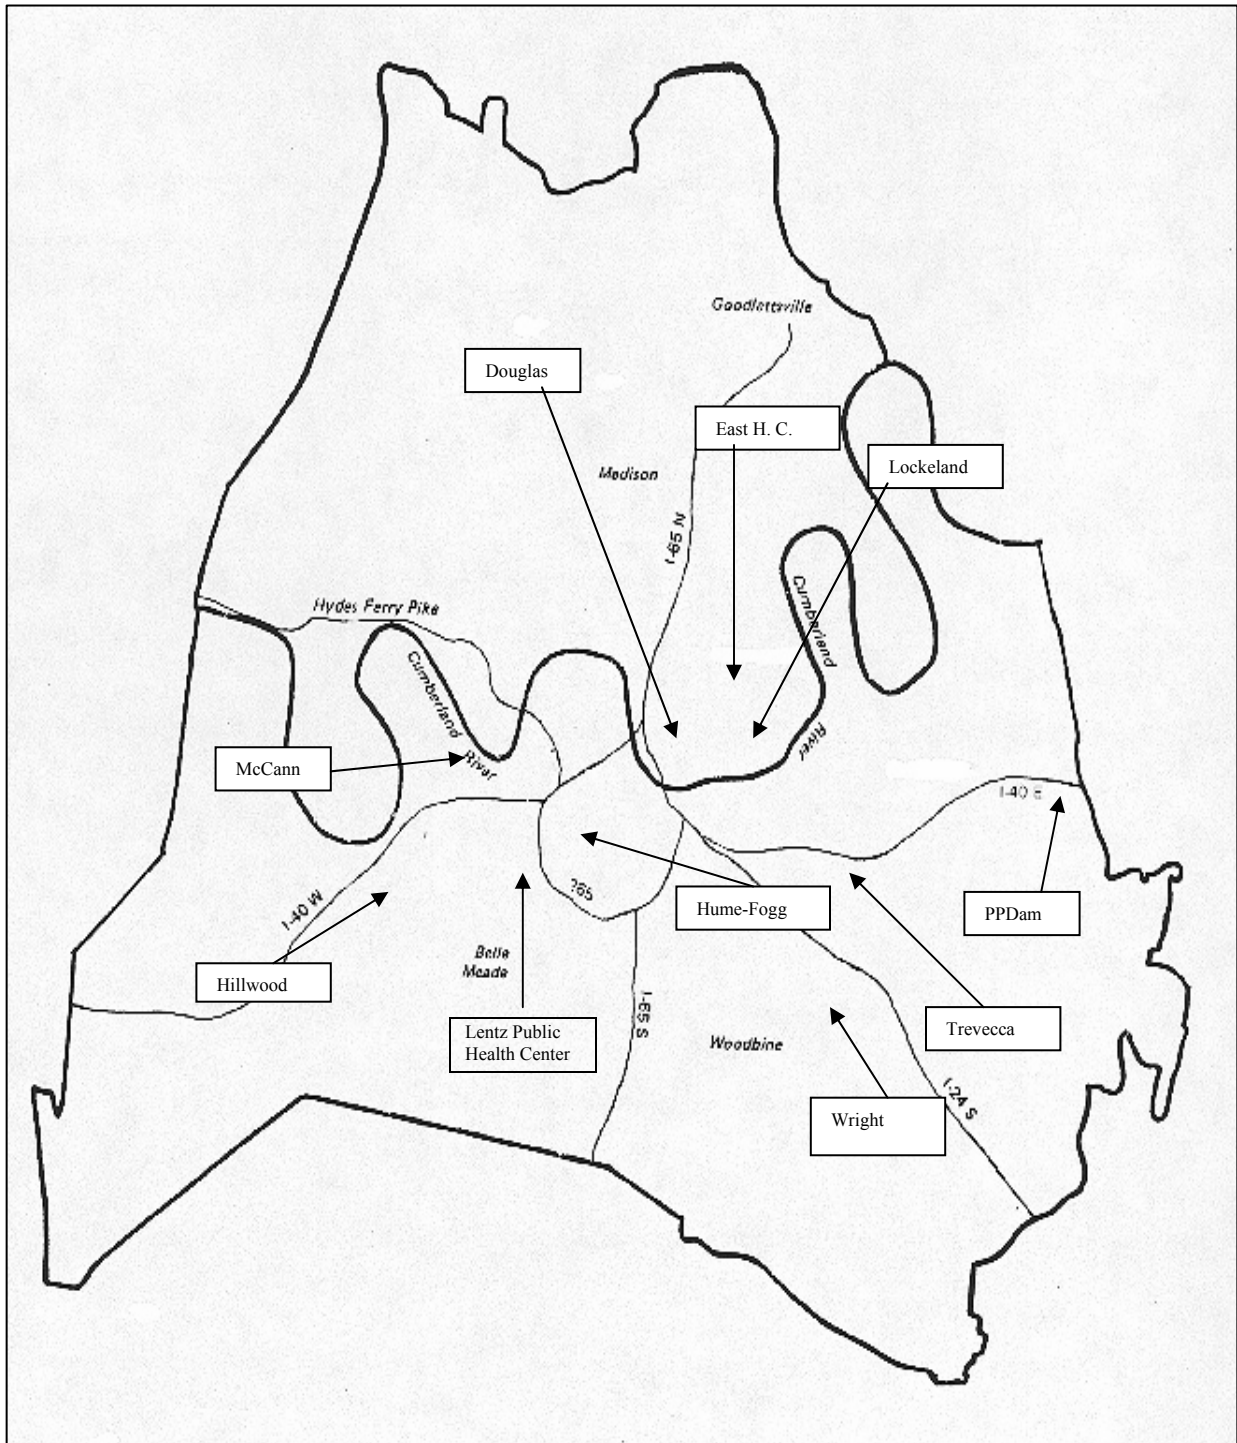 Goodlettsville
Douglas
East H. C.
Madison
Lockeland
I-65 N
Cumberland
River
Hydes Ferry Pike
Cumberland
River
McCann
I-40 E
I-40 W
?65
Hume-Fogg
PPDam
Belle
Meade
Hillwood
I-65 S
Lentz Public
Health Center
Woodbine
Trevecca
I-24 S
Wright